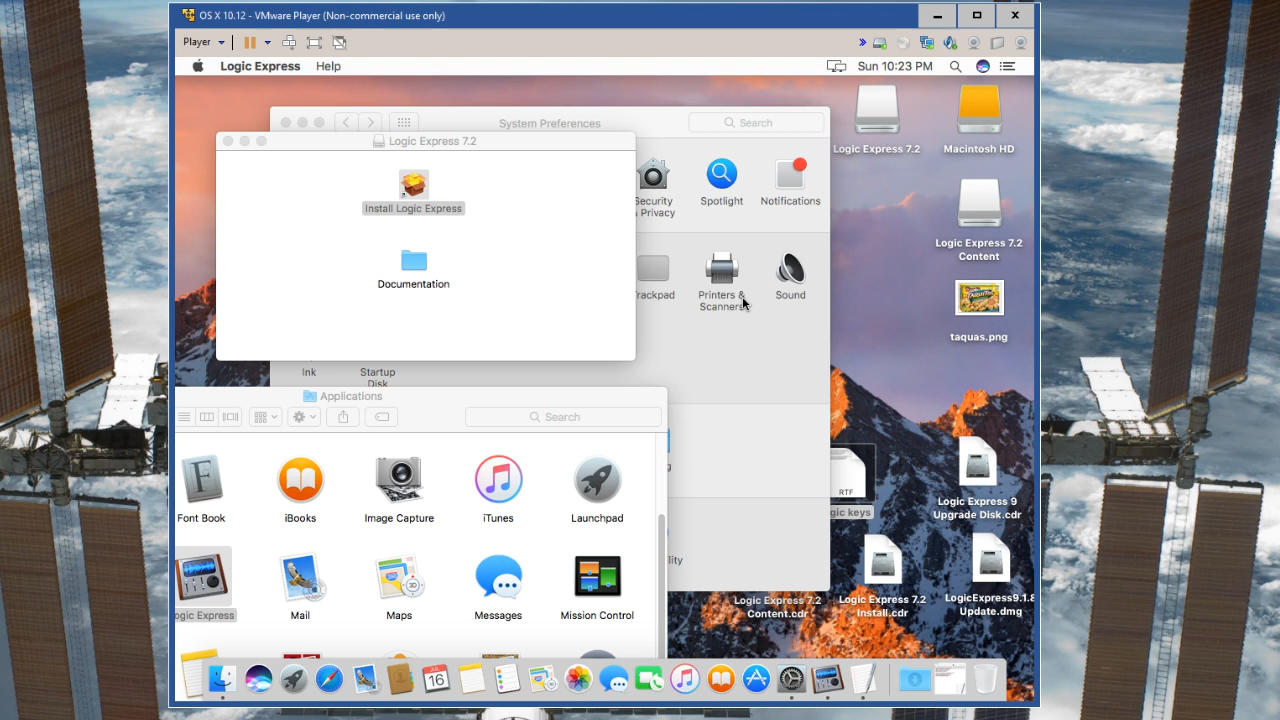 OS X 10.12 - VMware Player (Non-commercial use only)
Player
Logic Express Help
Sun 10:23 PM
System Preferences
Search
Logic Express 7.2
Install Logic Express
Documentation
Security
& Privacy
Spotlight
Notifications
Trackpad
Printers &
Scanners
Sound
Ink
Startup
Disk
Logic Express 7.2
Macintosh HD
Logic Express 7.2
Content
taquas.png
RTF
gic keys
Logic Express 9
Upgrade Disk.cdr
Logic Express 7.2
Content.cdr
Logic Express 7.2
Install.cdr
LogicExpress9.1.8
Update.dmg
lity
Applications
Search
Font Book
iBooks
Image Capture
iTunes
Launchpad
ogic Express
Mail
Maps
3D
Messages
Mission Control
16